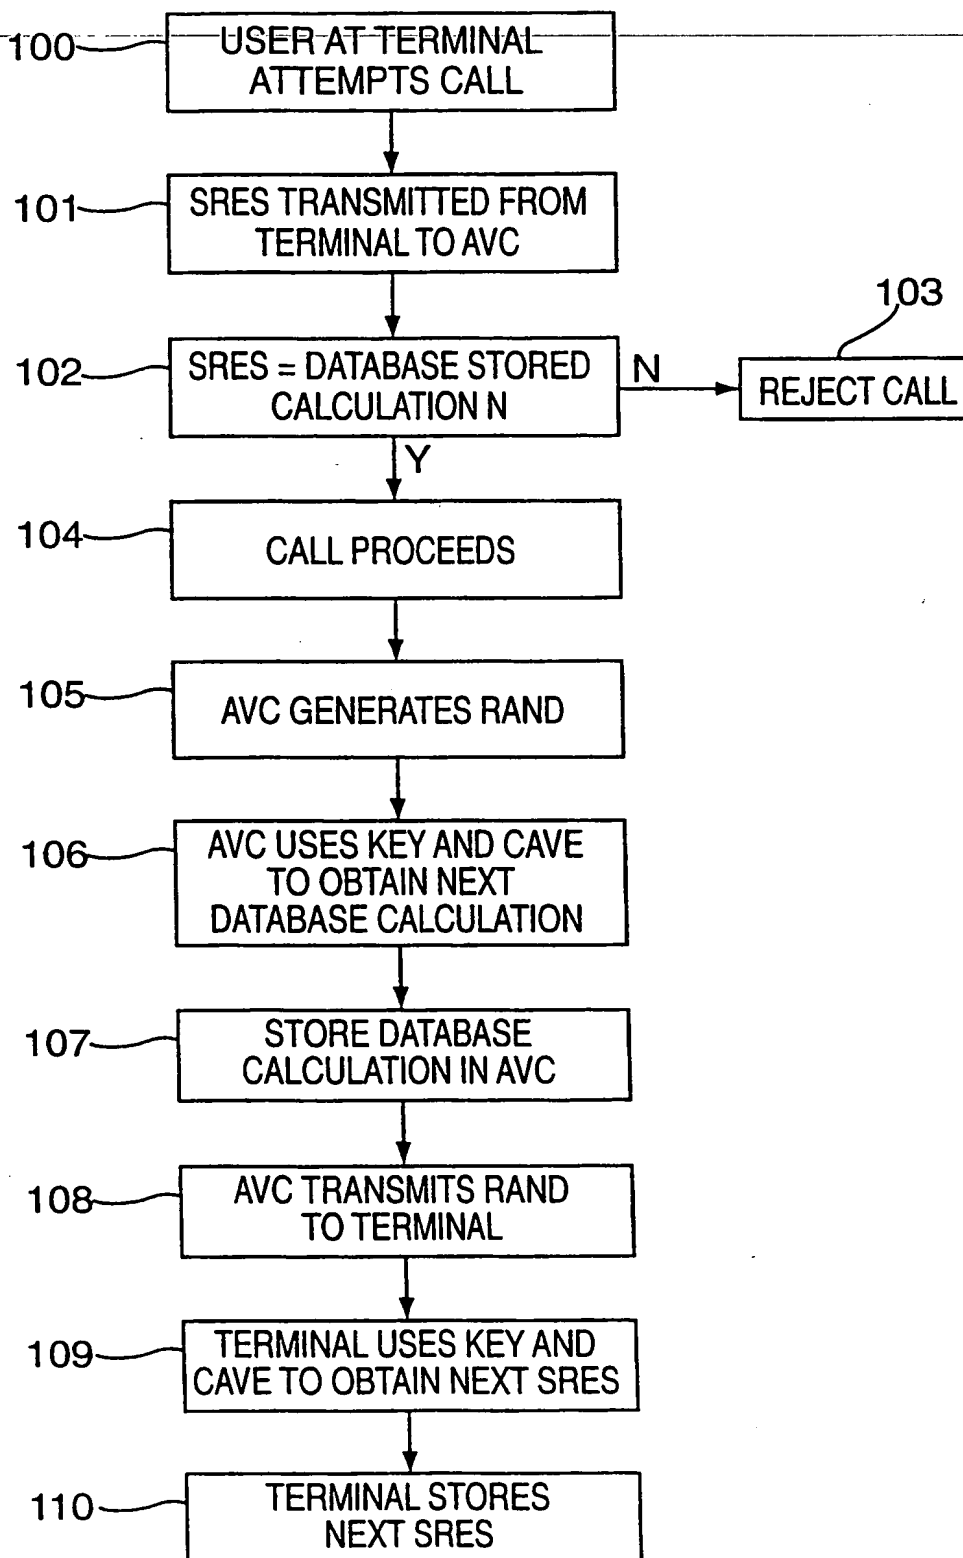 100
USER AT TERMINAL
ATTEMPTS CALL
101
SRES TRANSMITTED FROM
TERMINAL TO AVC
103
102
SRES = DATABASE STORED
CALCULATION N
N
REJECT CALL
Y
104
CALL PROCEEDS
105
AVC GENERATES RAND
106
AVC USES KEY AND CAVE
TO OBTAIN NEXT
DATABASE CALCULATION
107
STORE DATABASE
CALCULATION IN AVC
108
AVC TRANSMITS RAND
TO TERMINAL
109
TERMINAL USES KEY AND
CAVE TO OBTAIN NEXT SRES
110
TERMINAL STORES
NEXT SRES